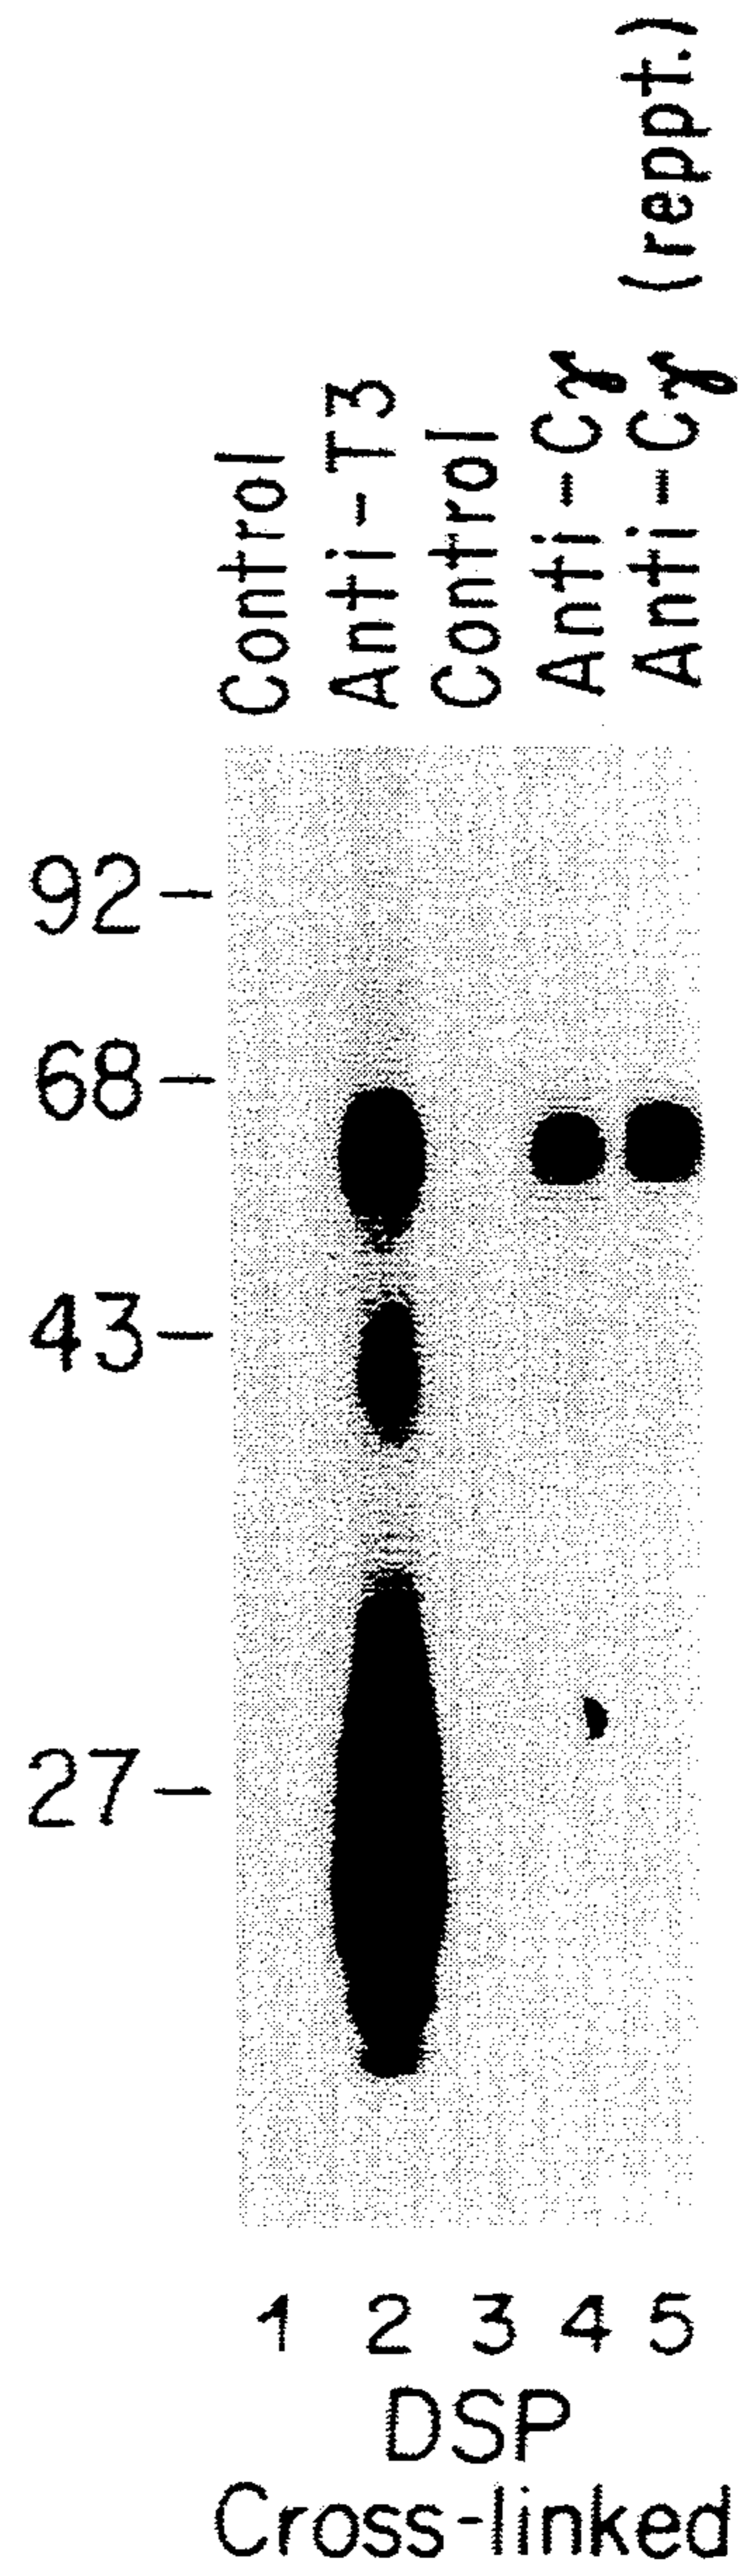 Control
Anti-T3
Control
Anti-Cγ
Anti-Cγ (reppt.)
92-
68-
43-
27-
1 2 3 4 5
DSP
Cross-linked